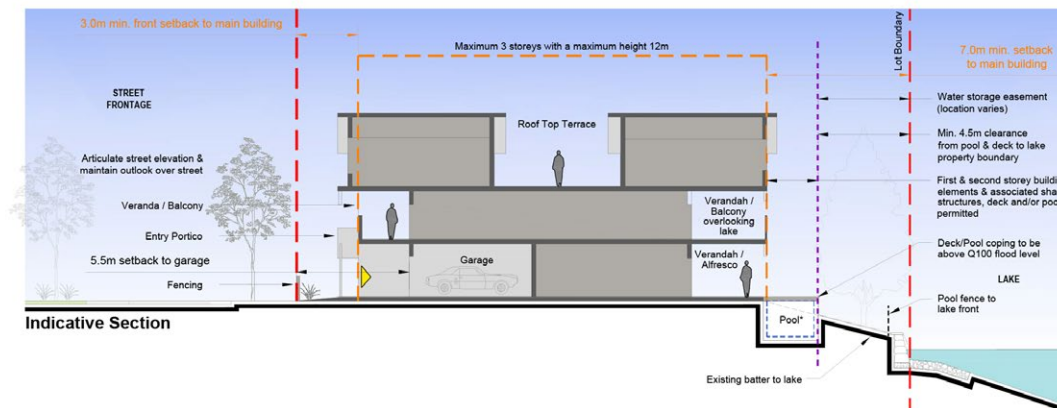 3.0m min. front setback to main building
Maximum 3 storeys with a maximum height 12m
Lot Boundary
7.0m min. setback
to main building
STREET
FRONTAGE
Water storage easement
(location varies)
Roof Top Terrace
Articulate street elevation &
maintain outlook over street
Min. 4.5m clearance
from pool & deck to lake
property boundary
Veranda / Balcony
Verandah /
Balcony
overlooking
lake
First & second storey
elements & associated
structures, deck and/or
permitted
Entry Portico
5.5m setback to garage
Garage
Verandah /
Alfresco
Deck/Pool coping to be
above Q100 flood level
Fencing
LAKE
Pool fence to
lake front
Indicative Section
Pool*
Existing batter to lake